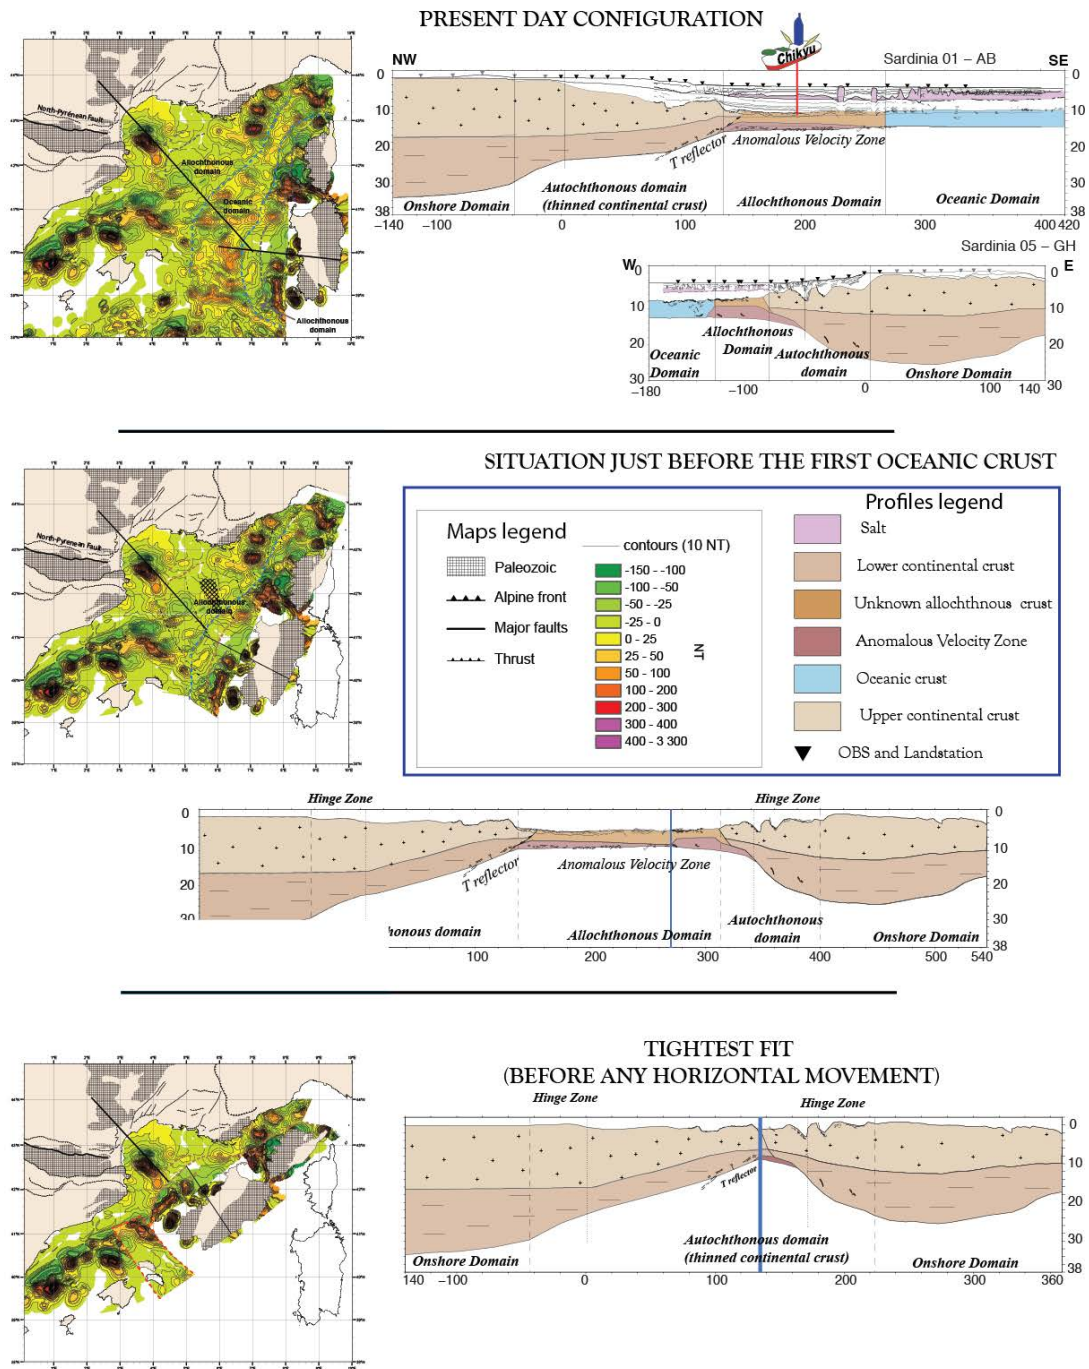 PRESENT DAY CONFIGURATION
Chikyu
NW
Sardinia 01 – AB
SE
0
10
20
30
38
0
10
20
30
38
T reflector
Anomalous Velocity Zone
Onshore Domain
Autochthonous domain
(thinned continental crust)
Allochthonous Domain
Oceanic Domain
−140 −100 0 100 200 300 400 420
North-Pyrenean Fault
Allochthonous
domain
Oceanic
domain
Allochthonous
domain
Sardinia 05 – GH
W
E
0
10
20
30
0
10
20
30
Allochthonous
Domain
Oceanic
Domain
Autochthonous
domain
Onshore Domain
−180 −100 0 100 140
SITUATION JUST BEFORE THE FIRST OCEANIC CRUST
North-Pyrenean Fault
Allochthonous
domain
Maps legend
Paleozoic
Alpine front
Major faults
Thrust
contours (10 NT)
-150 - -100
-100 - -50
-50 - -25
-25 - 0
0 - 25
25 - 50
50 - 100
100 - 200
200 - 300
300 - 400
400 - 3 300
NT
Profiles legend
Salt
Lower continental crust
Unknown allochthnous crust
Anomalous Velocity Zone
Oceanic crust
Upper continental crust
OBS and Landstation
Hinge Zone
Hinge Zone
0
10
20
30
0
10
20
30
38
T reflector
Anomalous Velocity Zone
honous domain
Allochthonous Domain
Autochthonous
domain
Onshore Domain
100 200 300 400 500 540
TIGHTEST FIT
(BEFORE ANY HORIZONTAL MOVEMENT)
Hinge Zone
Hinge Zone
0
10
20
30
38
T reflector
Onshore Domain
Autochthonous domain
(thinned continental crust)
Onshore Domain
140 −100 0 100 200 300 360